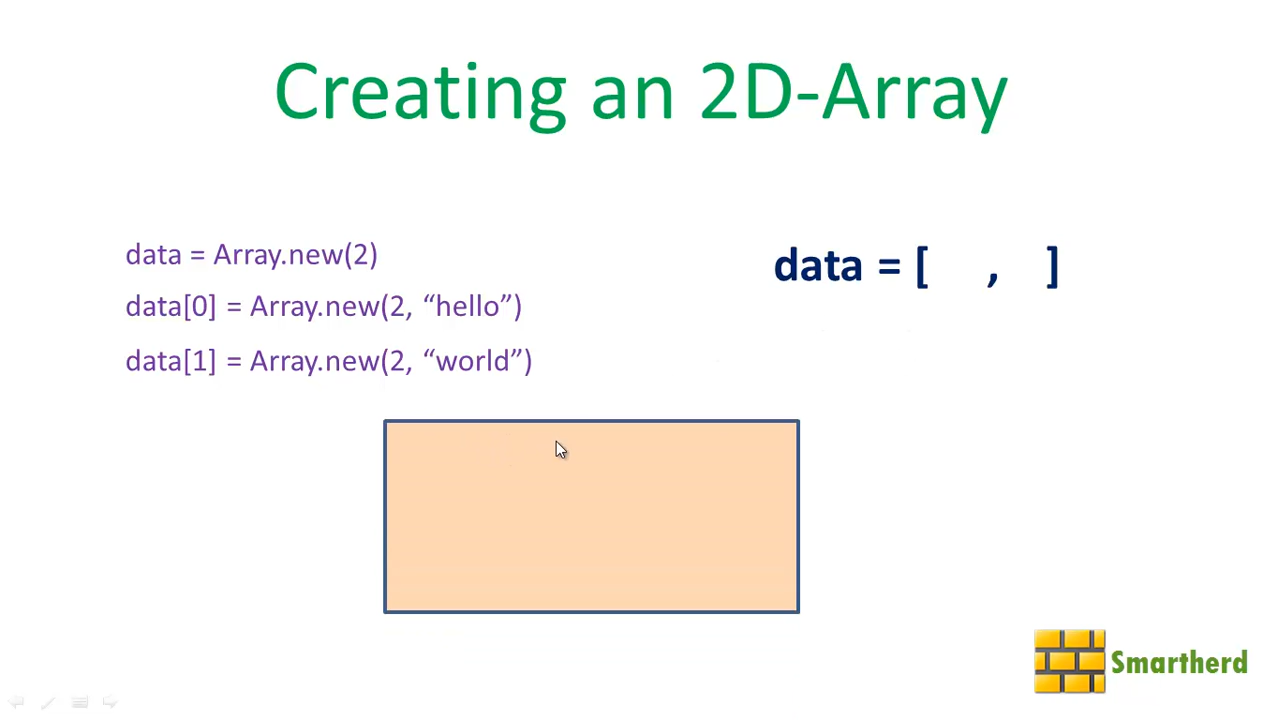 Creating an 2D-Array
data = Array.new(2)
data[0] = Array.new(2, “hello”)
data[1] = Array.new(2, “world”)
data = [ , ]
Smartherd